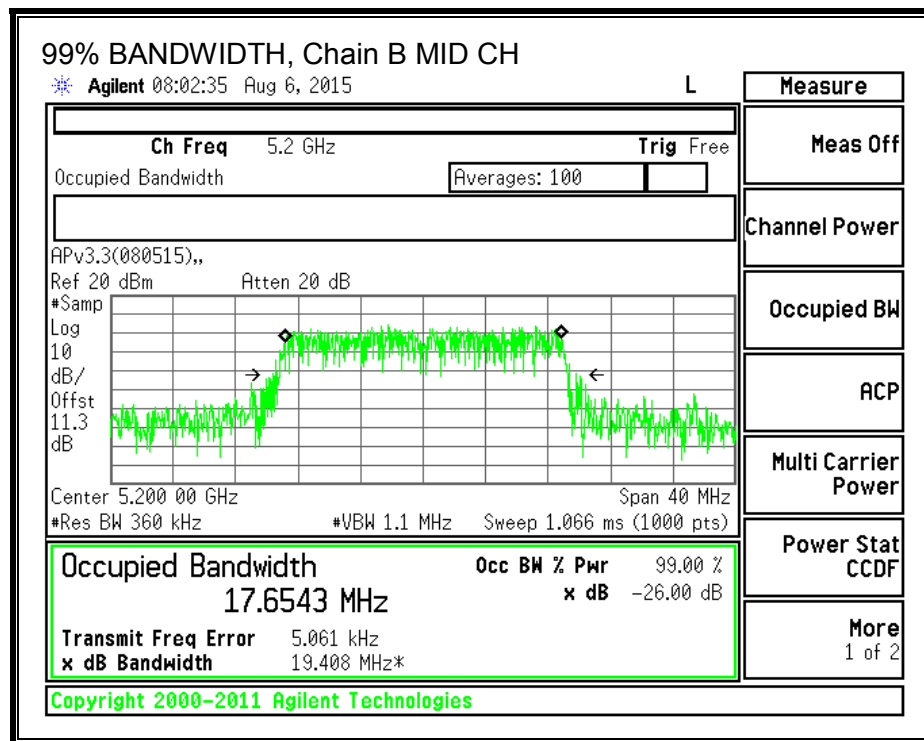 99% BANDWIDTH, Chain B MID CH
Agilent 08:02:35 Aug 6, 2015 L
Measure
Ch Freq 5.2 GHz Trig Free
Meas Off
Occupied Bandwidth Averages: 100
Channel Power
APv3.3(080515),,
Ref 20 dBm Atten 20 dB
#Samp
Occupied BW
Log
10
dB/
ACP
Offst
11.3
dB
Multi Carrier
Power
Center 5.200 00 GHz Span 40 MHz
#Res BW 360 kHz #VBW 1.1 MHz Sweep 1.066 ms (1000 pts)
Power Stat
CCDF
Occupied Bandwidth Occ BW % Pwr 99.00 %
17.6543 MHz x dB -26.00 dB
More
1 of 2
Transmit Freq Error 5.061 kHz
x dB Bandwidth 19.408 MHz*
Copyright 2000-2011 Agilent Technologies